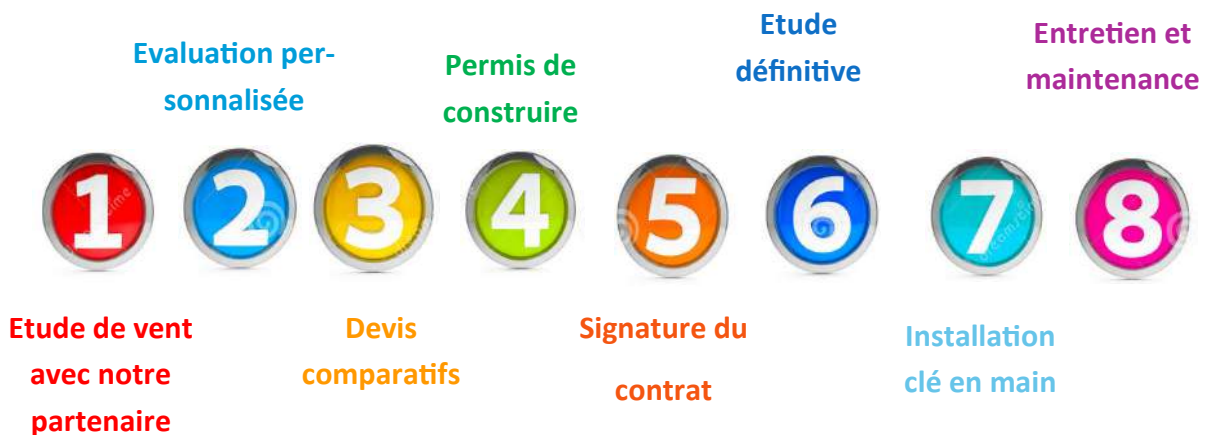 Etude
définitive
Entretien et
maintenance
Evaluation per-
sonnalisée
Permis de
construire
1
2
3
4
5
6
7
8
Etude de vent
avec notre
partenaire
Devis
comparatifs
Signature du
contrat
Installation
clé en main